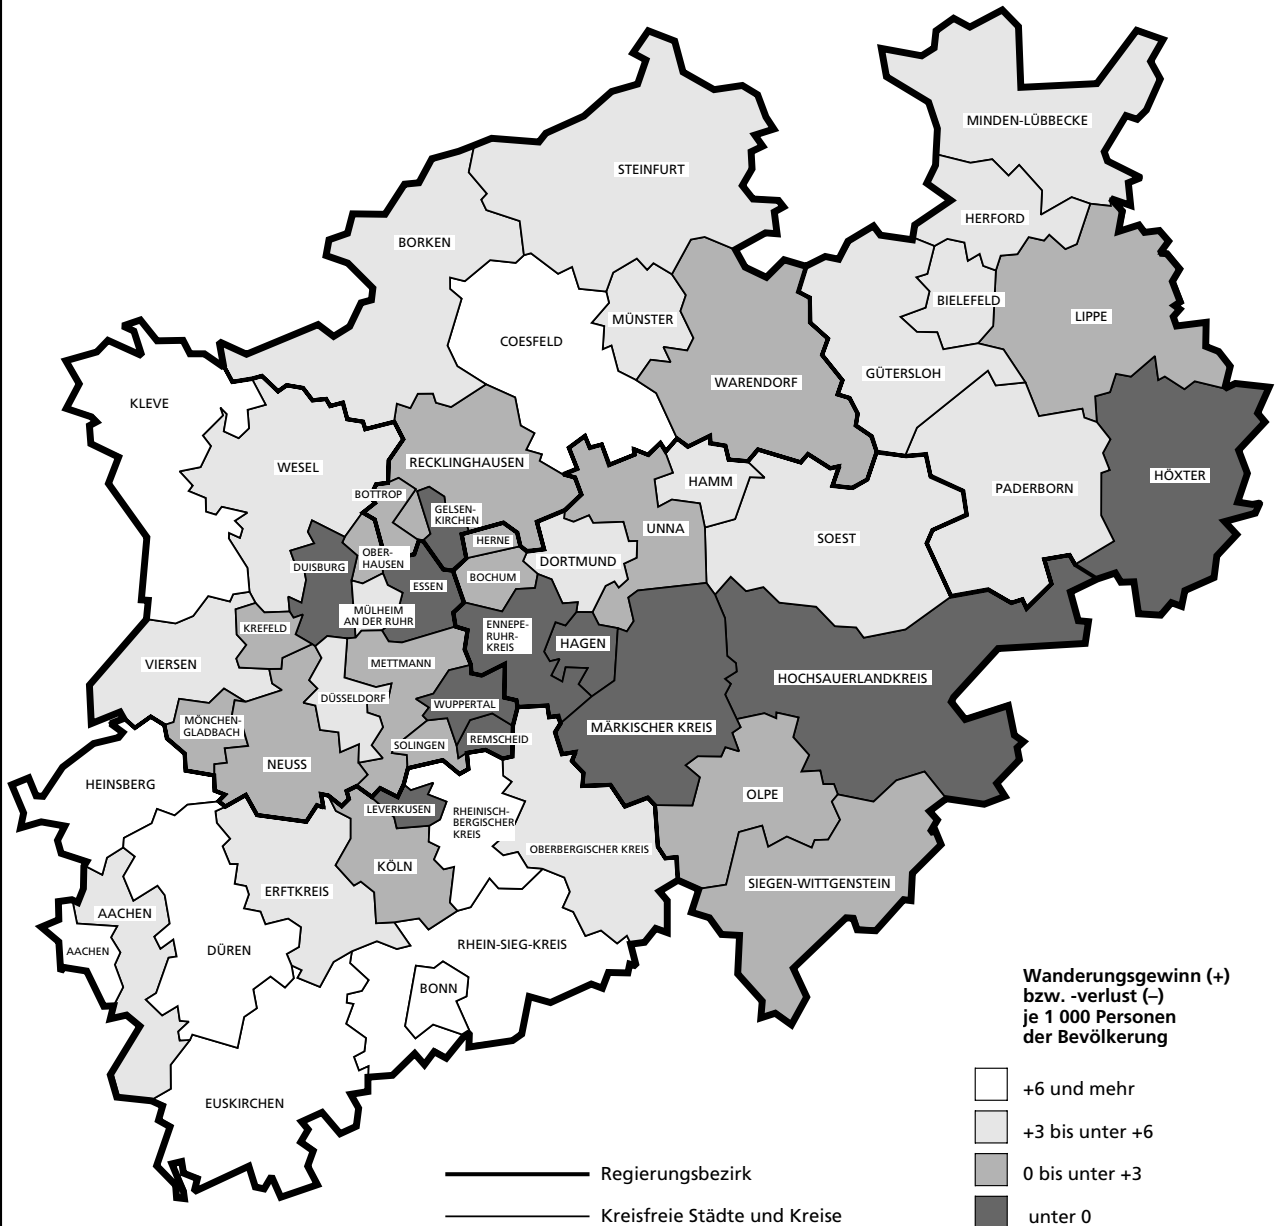 MINDEN-LÜBBECKE
STEINFURT
HERFORD
BORKEN
BIELEFELD
MÜNSTER
LIPPE
COESFELD
GÜTERSLOH
WARENDORF
KLEVE
RECKLINGHAUSEN
WESEL
HÖXTER
HAMM
PADERBORN
BOTTROP
GELSEN-
KIRCHEN
UNNA
HERNE
SOEST
OBER-
HAUSEN
DORTMUND
DUISBURG
BOCHUM
ESSEN
MÜLHEIM
AN DER RUHR
KREFELD
ENNEPE-
RUHR-
KREIS
HAGEN
VIERSEN
METTMANN
HOCHSAUERLANDKREIS
DÜSSELDORF
WUPPERTAL
MÖNCHEN-
GLADBACH
MÄRKISCHER KREIS
SOLINGEN
REMSCHEID
NEUSS
HEINSBERG
OLPE
LEVERKUSEN
RHEINISCH-
BERGISCHER
KREIS
OBERBERGISCHER KREIS
KÖLN
SIEGEN-WITTGENSTEIN
ERFTKREIS
AACHEN
AACHEN
DÜREN
RHEIN-SIEG-KREIS
BONN
EUSKIRCHEN
Wanderungsgewinn (+)
bzw. -verlust (–)
je 1 000 Personen
der Bevölkerung
+6 und mehr
+3 bis unter +6
0 bis unter +3
unter 0
Regierungsbezirk
Kreisfreie Städte und Kreise